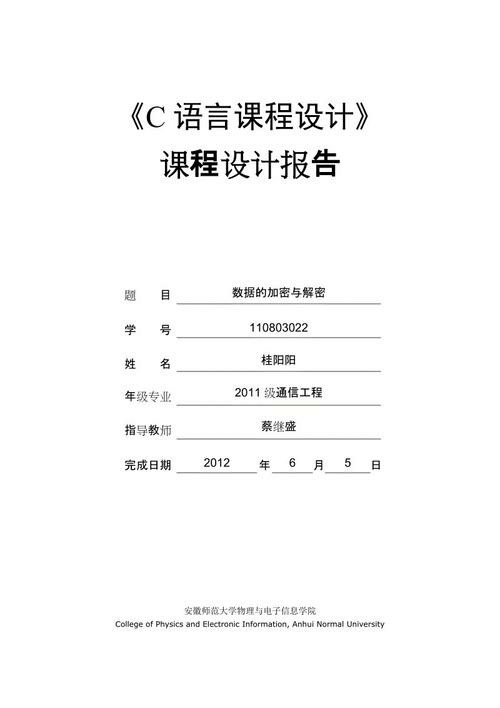 《C 语言课程设计》
课程设计报告
题 目 数据的加密与解密
学 号 110803022
姓 名 桂阳阳
年级专业 2011 级通信工程
指导教师 蔡继盛
完成日期 2012 年 6 月 5 日
安徽师范大学物理与电子信息学院
College of Physics and Electronic Information, Anhui Normal University